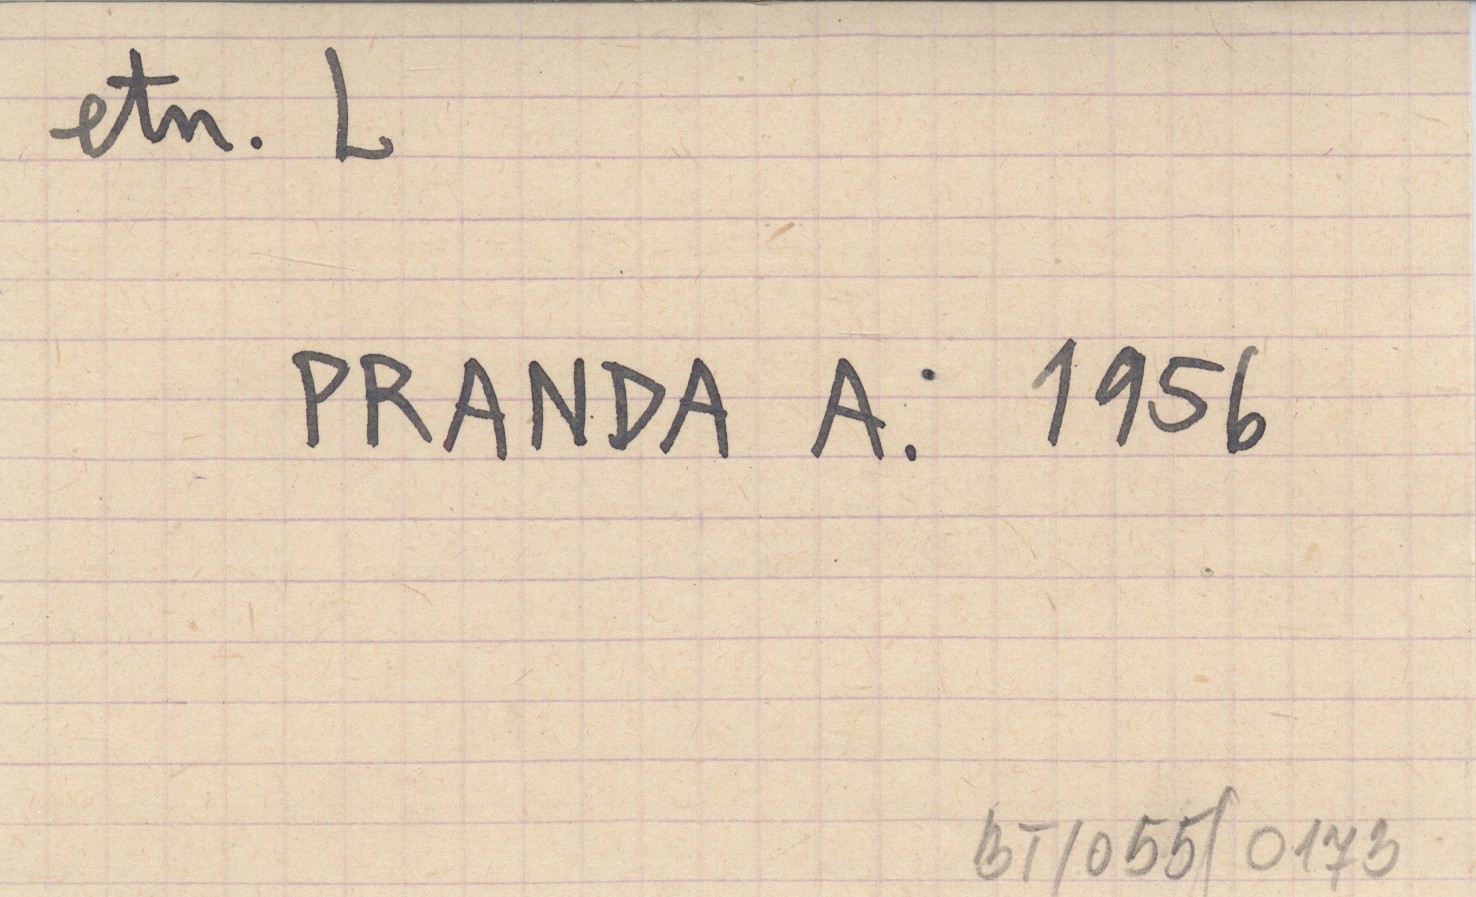 etn. L
PRANDA A.: 1956
BT/055/0173